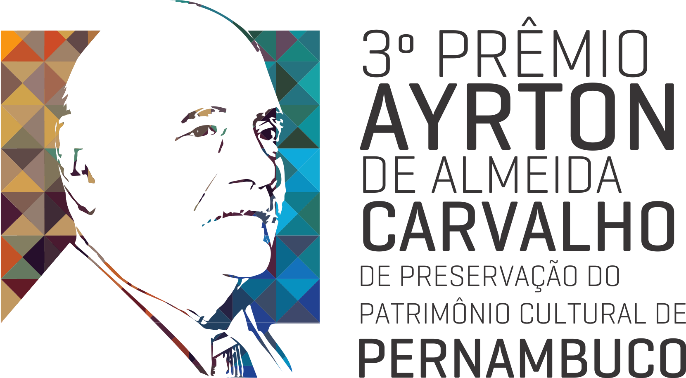 3º PRÊMIO
AYRTON
DE ALMEIDA
CARVALHO
DE PRESERVAÇÃO DO
PATRIMÔNIO CULTURAL DE
PERNAMBUCO